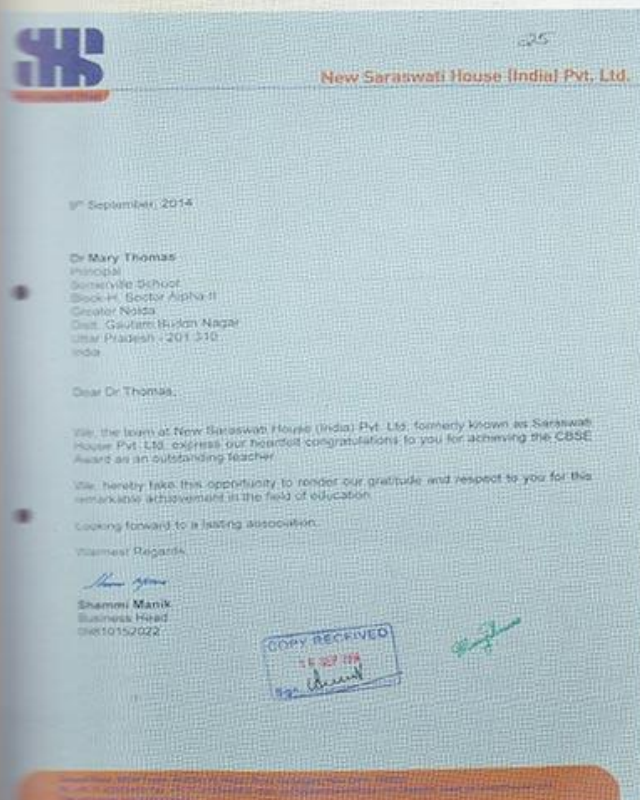 SHS
25
New Saraswati House (India) Pvt. Ltd.
9th September, 2014
Dr Mary Thomas
Principal
Somerville School
Block-H, Sector Alpha-II
Greater Noida
Distt. Gautam Buddh Nagar
Uttar Pradesh - 201 310
India
Dear Dr Thomas,
We, the team at New Saraswati House (India) Pvt. Ltd. formerly known as Saraswati
House Pvt. Ltd. express our heartfelt congratulations to you for achieving the CBSE
Award as an outstanding teacher.
We, hereby take this opportunity to render our gratitude and respect to you for this
remarkable achievement in the field of education.
Looking forward to a lasting association.
Warmest Regards,
Shammi Manik
Business Head
COPY RECEIVED
SEP